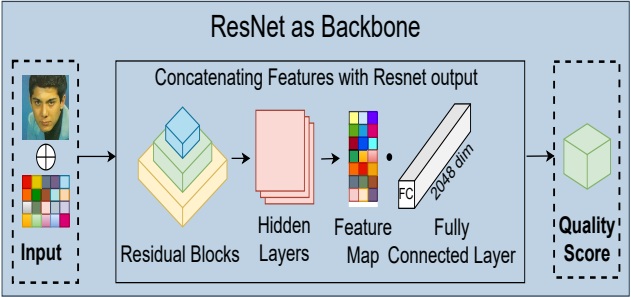 ResNet as Backbone
Concatenating Features with Resnet output
Input
Residual Blocks
Hidden
Layers
Feature
Map
FC
2048 dim
Fully
Connected Layer
Quality
Score